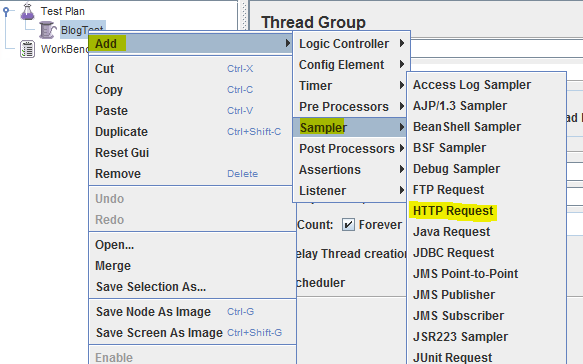 Test Plan
BlogTest
WorkBenc
Thread Group
Add
Cut Ctrl-X
Copy Ctrl-C
Paste Ctrl-V
Duplicate Ctrl+Shift-C
Reset Gui
Remove Delete
Undo
Redo
Open...
Merge
Save Selection As...
Save Node As Image Ctrl-G
Save Screen As Image Ctrl+Shift-G
Enable
Logic Controller
Config Element
Timer
Pre Processors
Sampler
Post Processors
Assertions
Listener
Count: Forever
elay Thread creation
cheduler
Access Log Sampler
AJP/1.3 Sampler
BeanShell Sampler
BSF Sampler
Debug Sampler
FTP Request
HTTP Request
Java Request
JDBC Request
JMS Point-to-Point
JMS Publisher
JMS Subscriber
JSR223 Sampler
JUnit Request